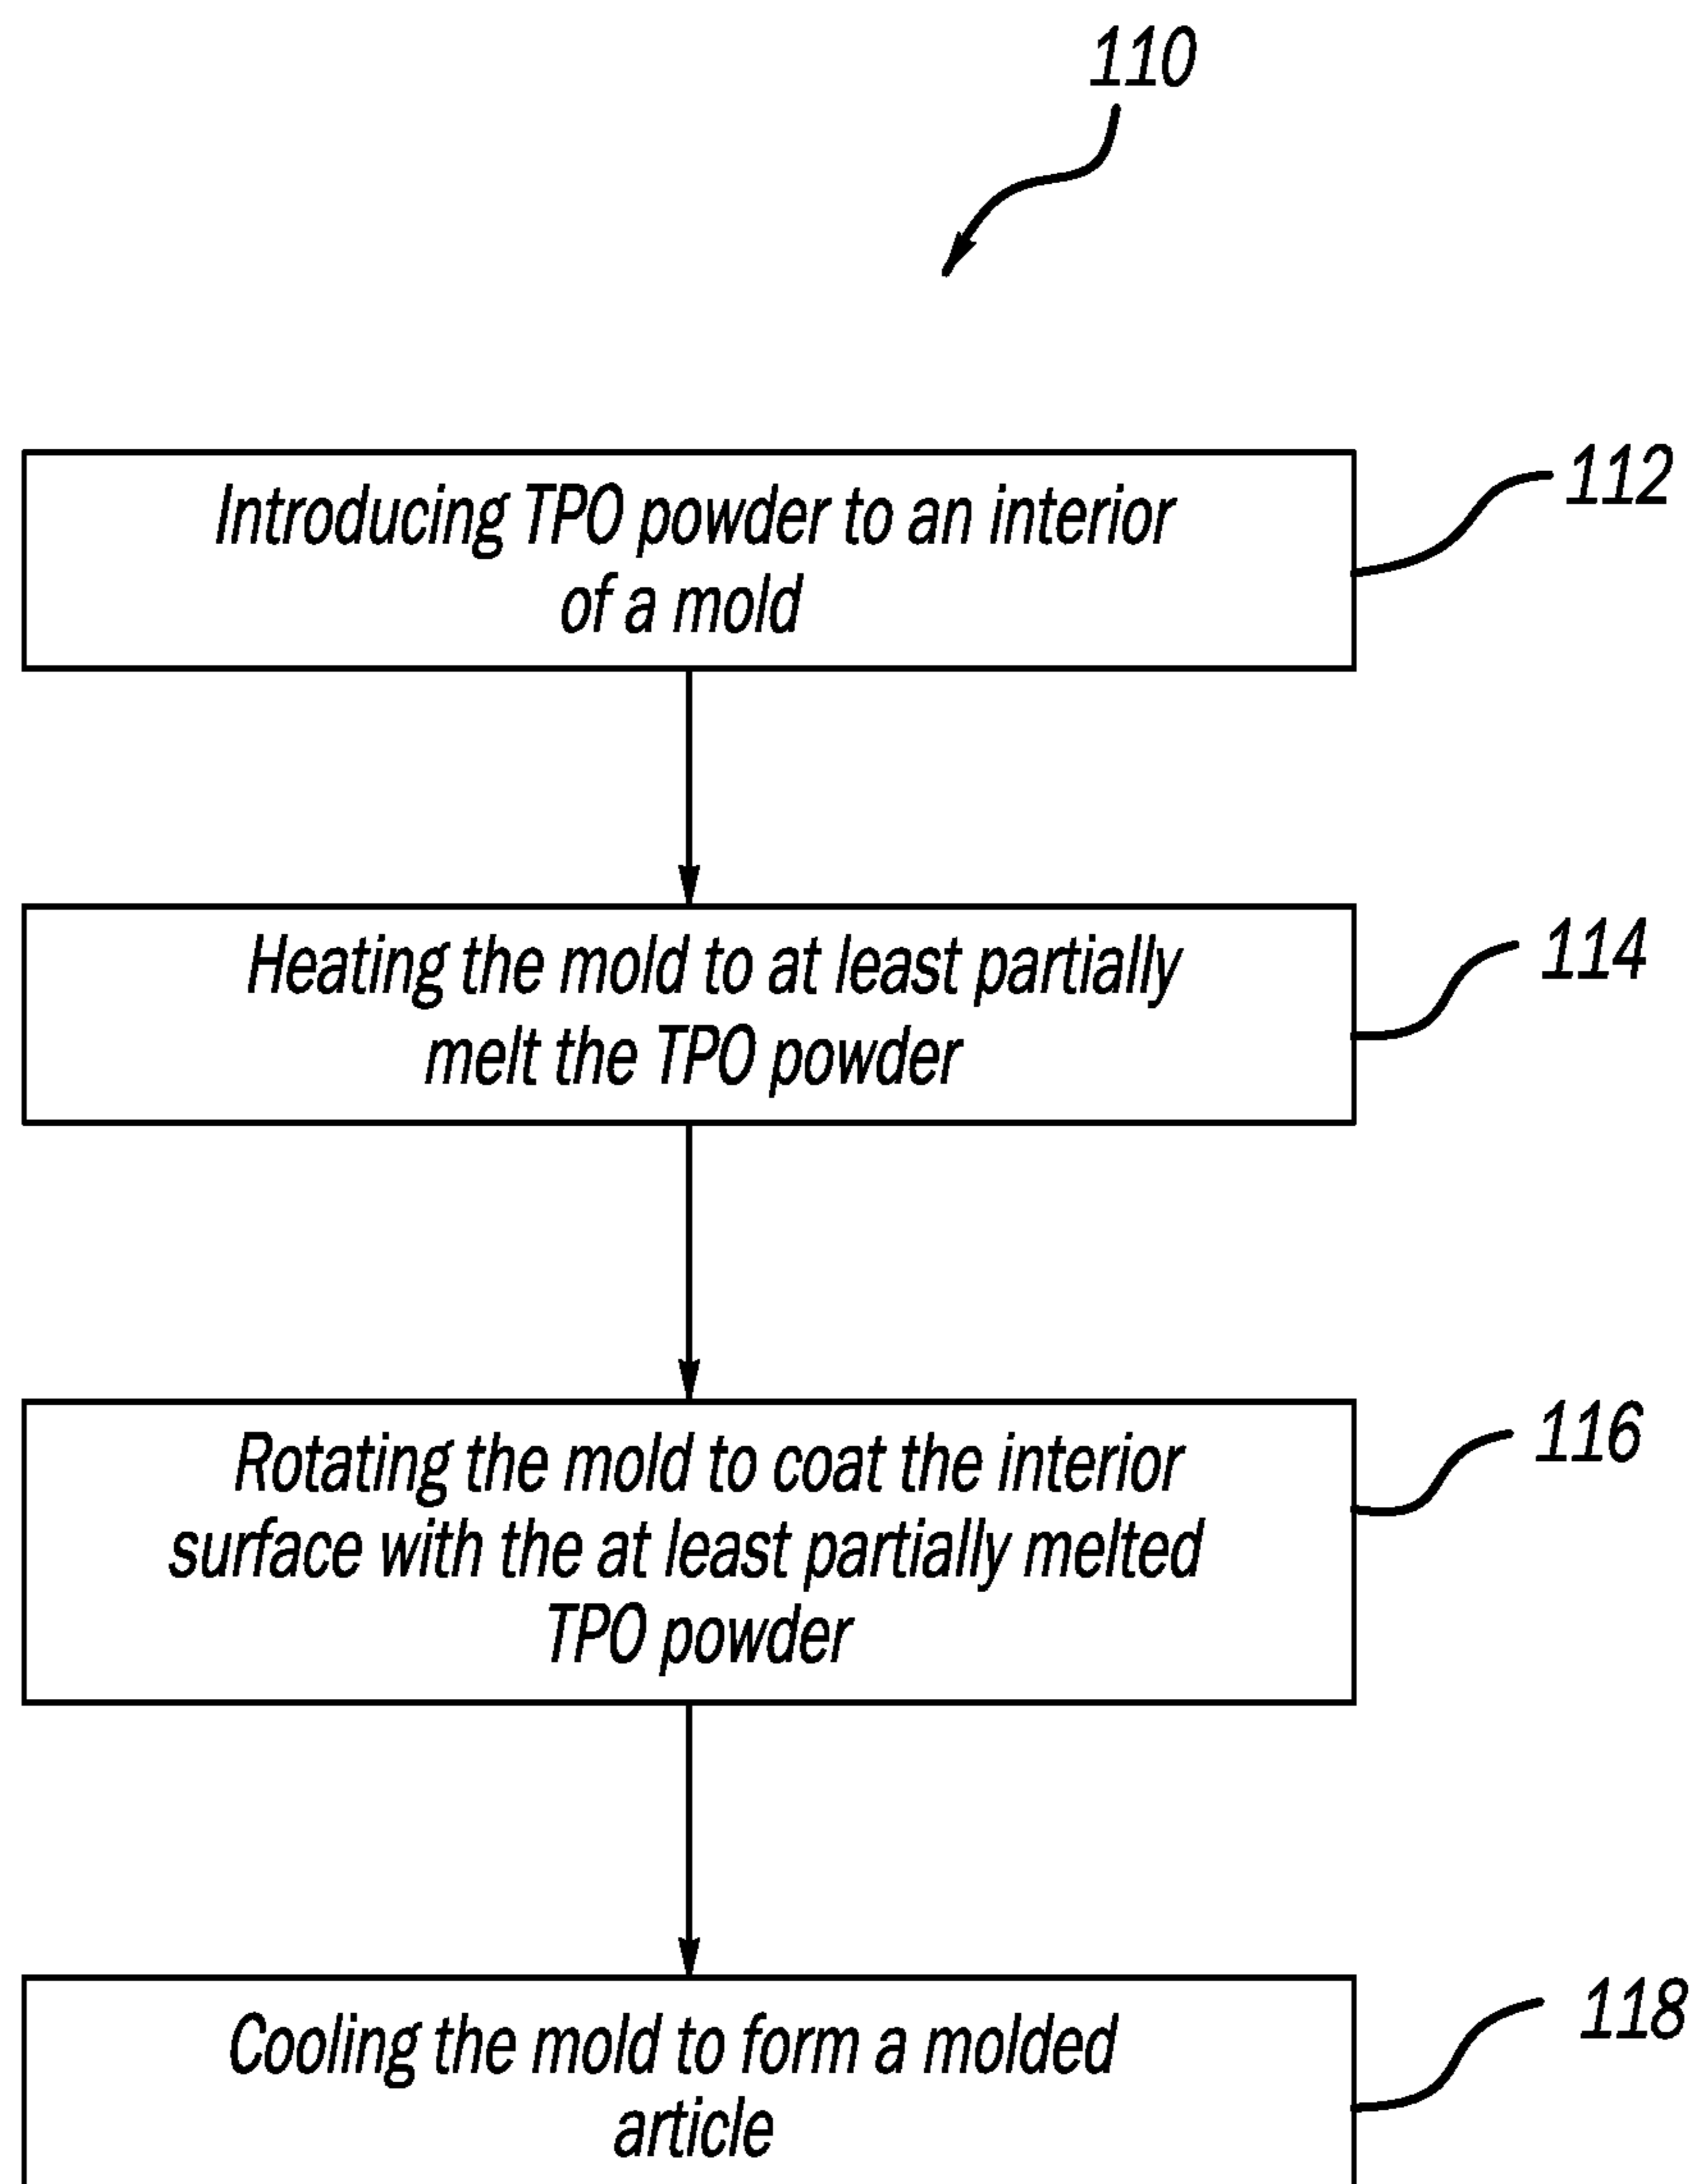 110
Introducing TPO powder to an interior
of a mold
112
Heating the mold to at least partially
melt the TPO powder
114
Rotating the mold to coat the interior
surface with the at least partially melted
TPO powder
116
Cooling the mold to form a molded
article
118